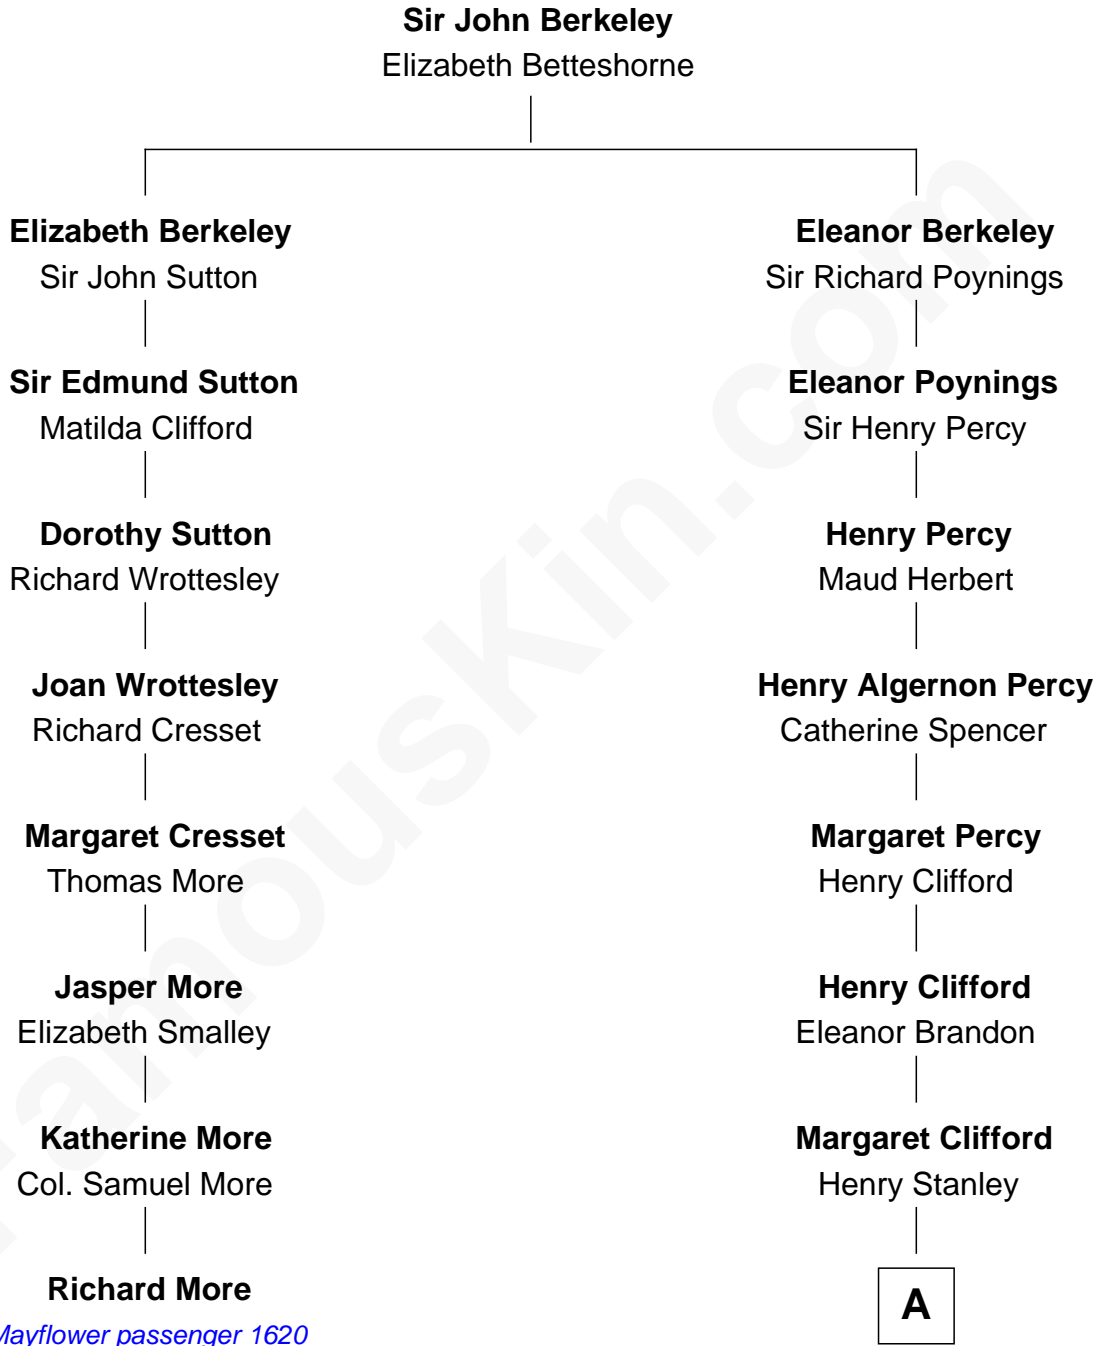 Sir John Berkeley
Elizabeth Betteshorne
Elizabeth Berkeley
Sir John Sutton
Eleanor Berkeley
Sir Richard Poynings
Sir Edmund Sutton
Matilda Clifford
Eleanor Poynings
Sir Henry Percy
Dorothy Sutton
Richard Wrottesley
Henry Percy
Maud Herbert
Joan Wrottesley
Richard Cresset
Henry Algernon Percy
Catherine Spencer
Margaret Cresset
Thomas More
Margaret Percy
Henry Clifford
Jasper More
Elizabeth Smalley
Henry Clifford
Eleanor Brandon
Katherine More
Col. Samuel More
Margaret Clifford
Henry Stanley
Richard More
Mayflower passenger 1620
A
FamousKin.com